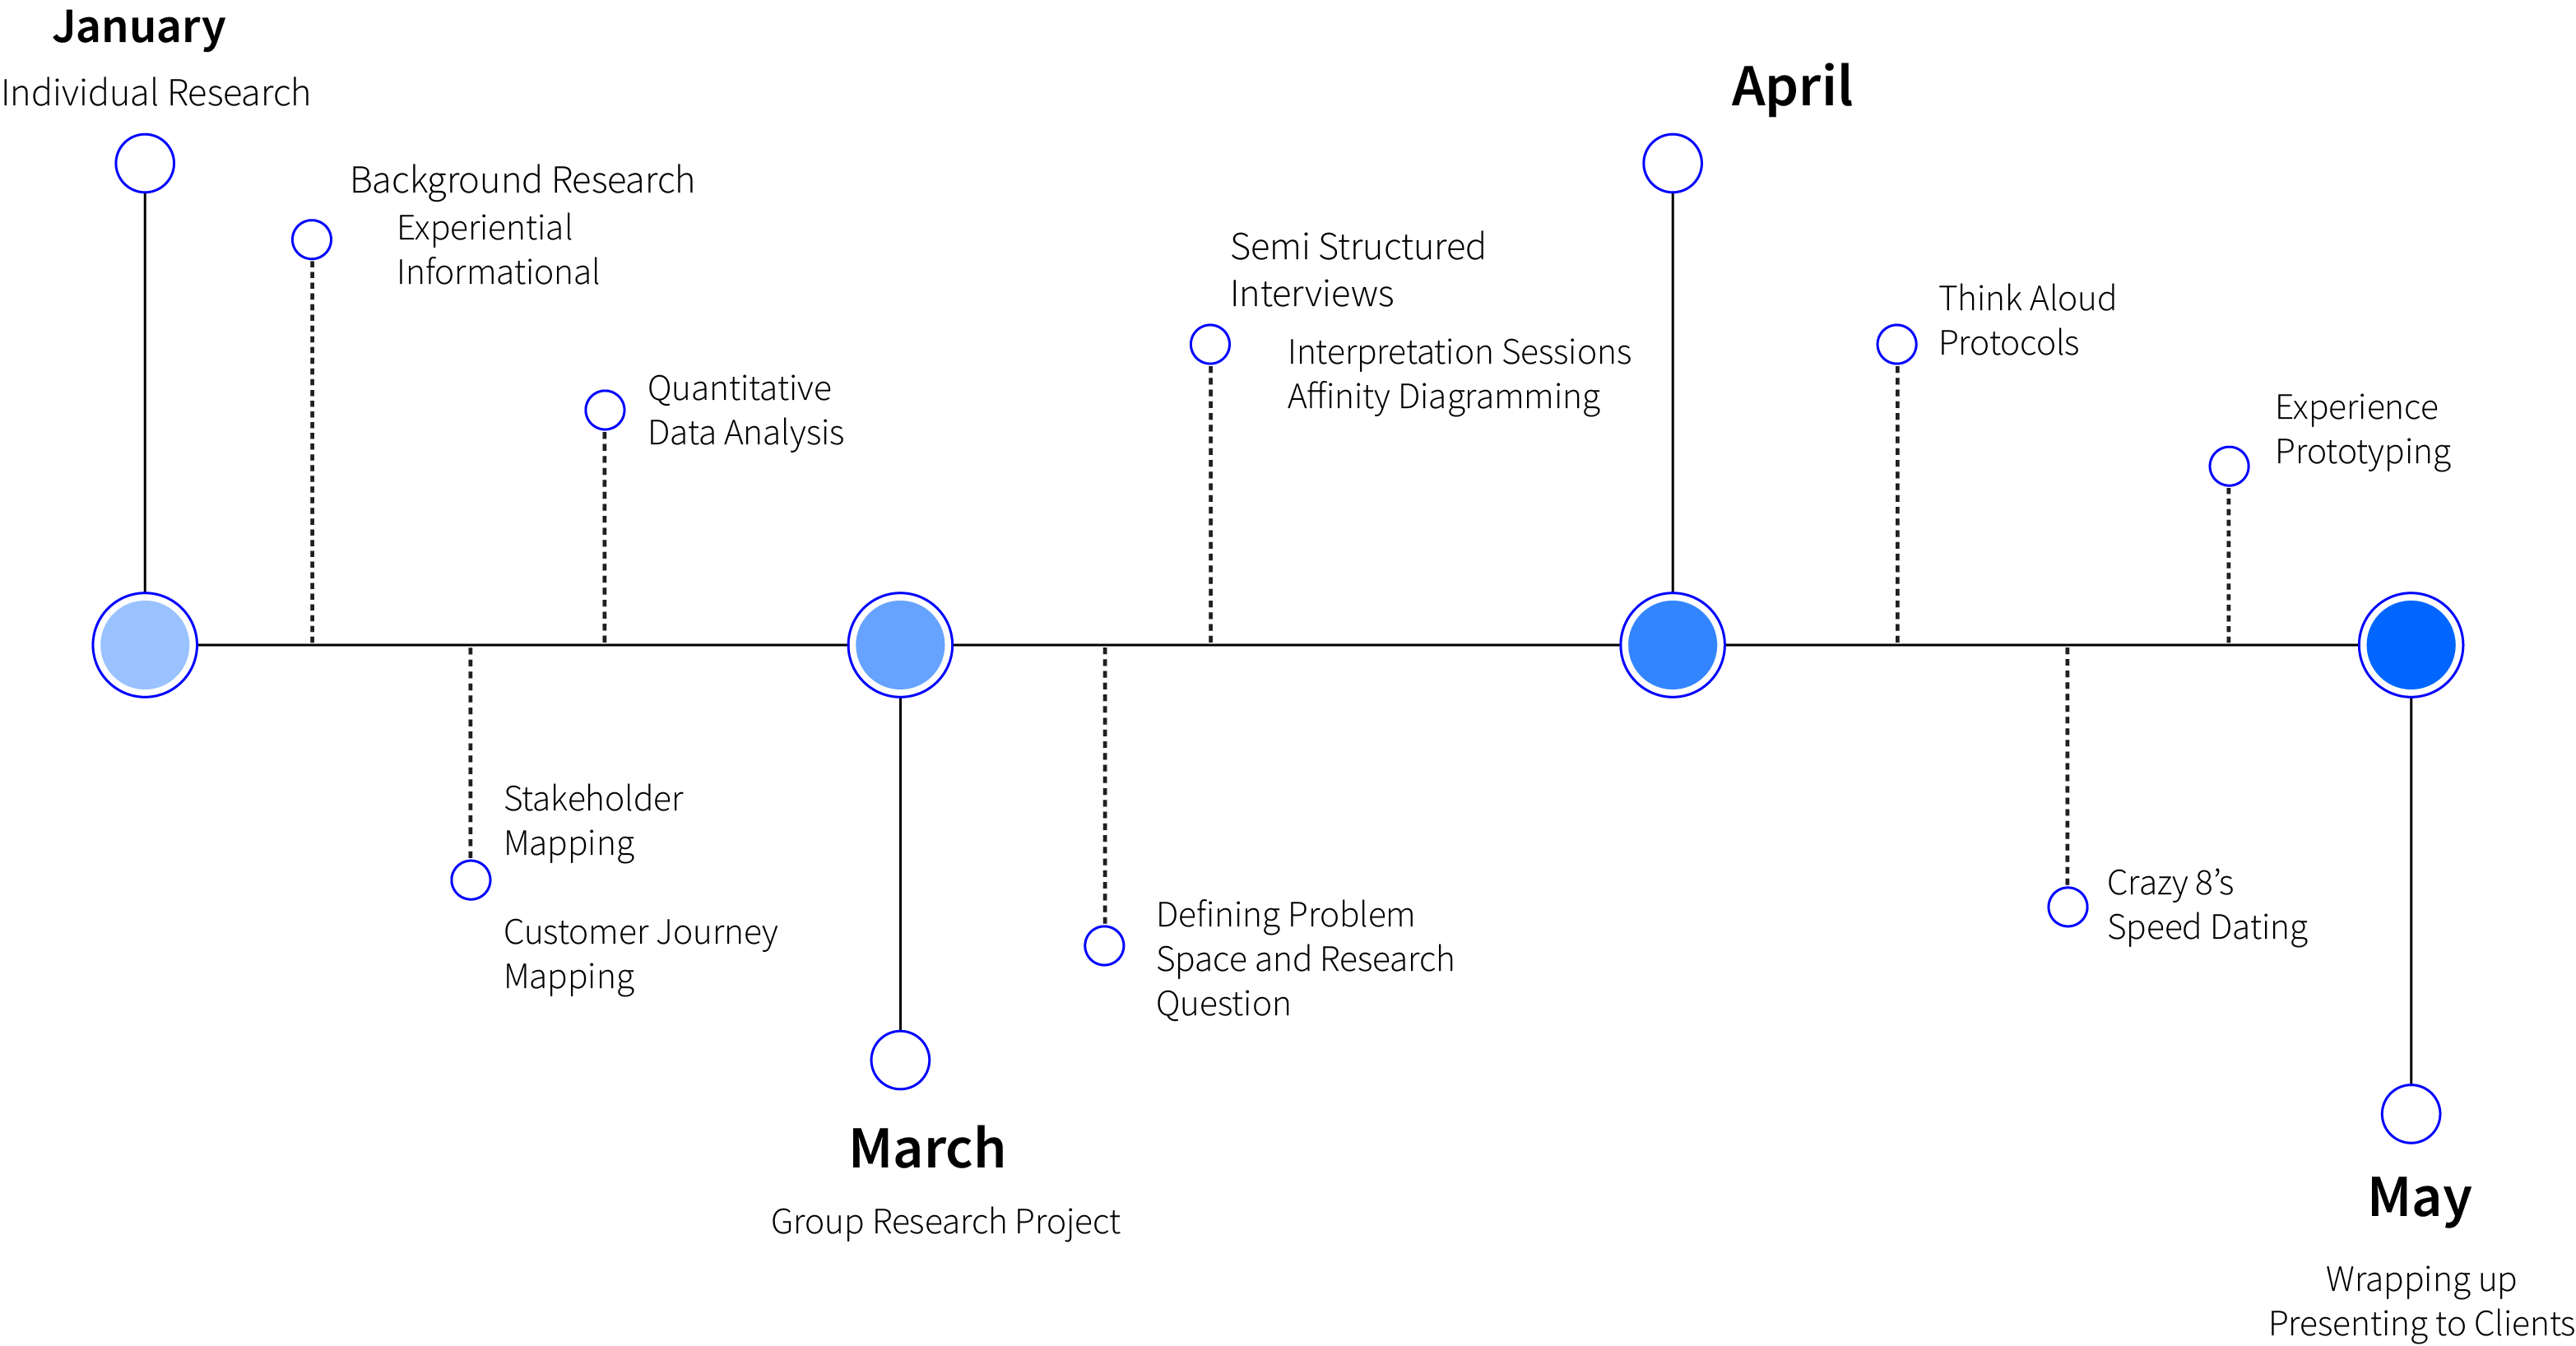 January
Individual Research
Background Research
Experiential
Informational
Quantitative
Data Analysis
Stakeholder
Mapping
Customer Journey
Mapping
March
Group Research Project
Defining Problem
Space and Research
Question
Semi Structured
Interviews
Interpretation Sessions
Affinity Diagramming
April
Think Aloud
Protocols
Crazy 8’s
Speed Dating
Experience
Prototyping
May
Wrapping up
Presenting to Clients